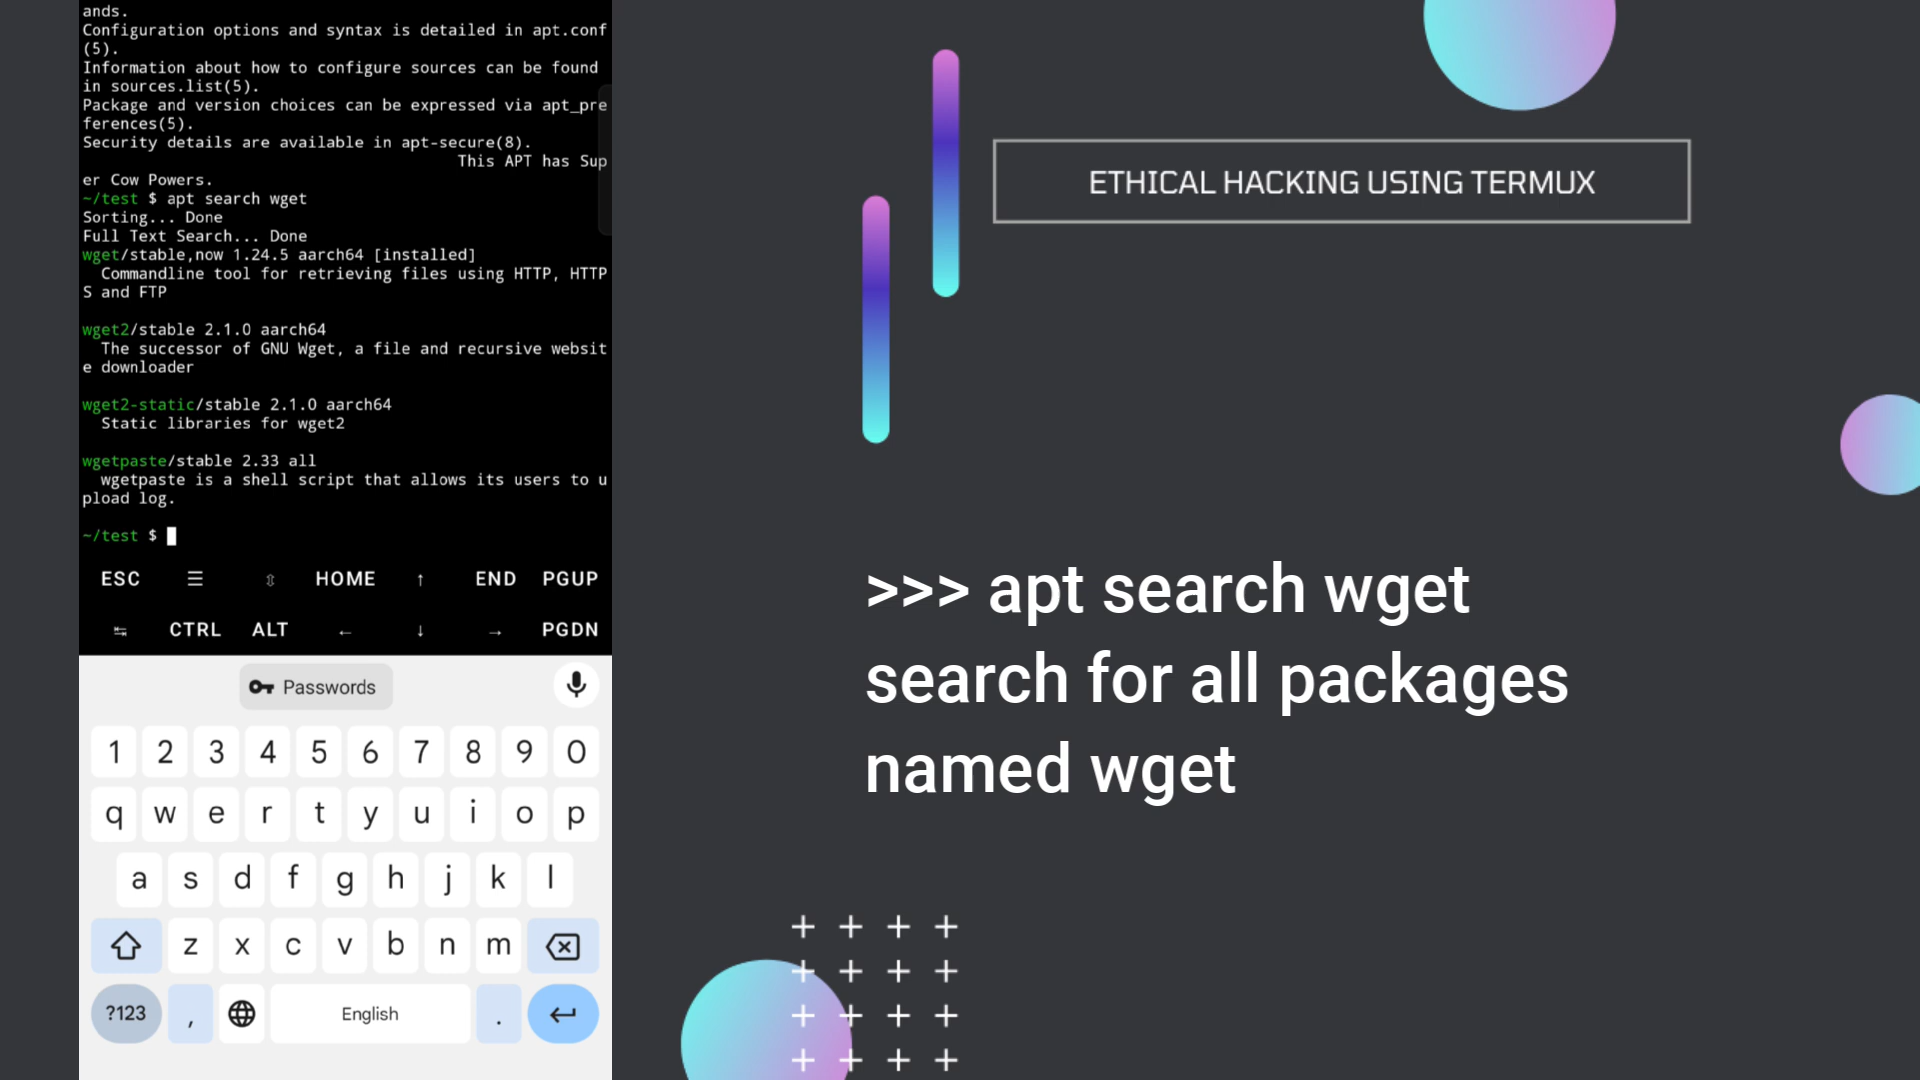 ands.
Configuration options and syntax is detailed in apt.conf
(5).
Information about how to configure sources can be found
in sources.list(5).
Package and version choices can be expressed via apt_pre
ferences(5).
Security details are available in apt-secure(8).
This APT has Sup
er Cow Powers.
~/test $ apt search wget
Sorting... Done
Full Text Search... Done
wget/stable,now 1.24.5 aarch64 [installed]
Commandline tool for retrieving files using HTTP, HTTP
S and FTP
wget2/stable 2.1.0 aarch64
The successor of GNU Wget, a file and recursive websit
e downloader
wget2-static/stable 2.1.0 aarch64
Static libraries for wget2
wgetpaste/stable 2.33 all
wgetpaste is a shell script that allows its users to u
pload log.
~/test $
ESC ☰ ⇳ HOME ↑ END PGUP
↹ CTRL ALT ← ↓ → PGDN
Passwords
1 2 3 4 5 6 7 8 9 0
q w e r t y u i o p
a s d f g h j k l
z x c v b n m
?123 , English .
ETHICAL HACKING USING TERMUX
>>> apt search wget
search for all packages
named wget